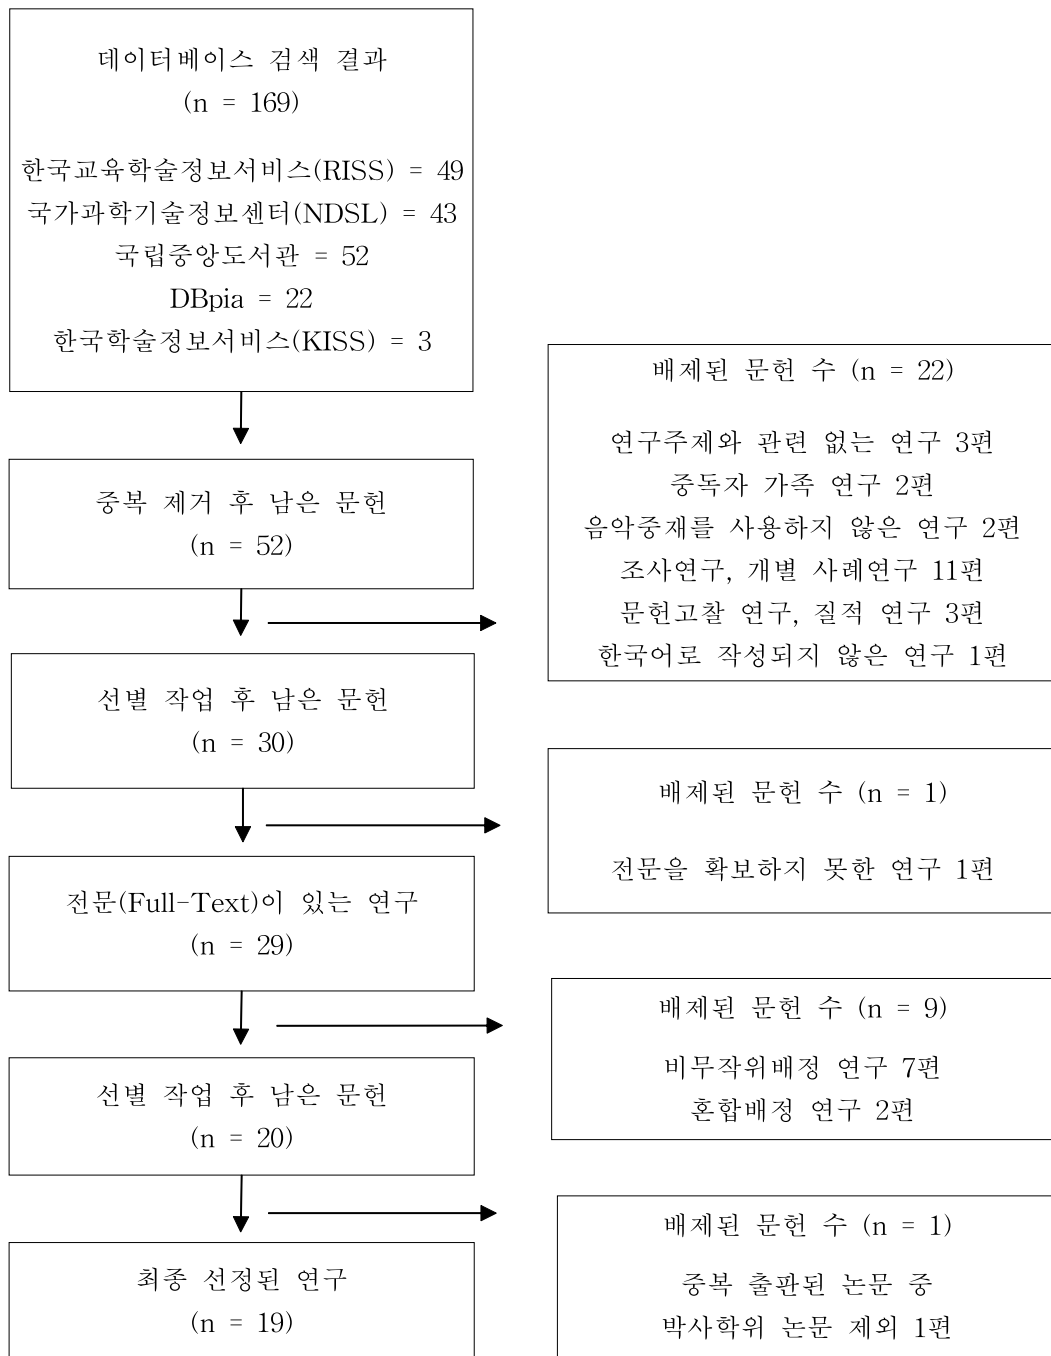 데이터베이스 검색 결과
(n = 169)
한국교육학술정보서비스(RISS) = 49
국가과학기술정보센터(NDSL) = 43
국립중앙도서관 = 52
DBpia = 22
한국학술정보서비스(KISS) = 3
배제된 문헌 수 (n = 22)
연구주제와 관련 없는 연구 3편
중독자 가족 연구 2편
음악중재를 사용하지 않은 연구 2편
조사연구, 개별 사례연구 11편
문헌고찰 연구, 질적 연구 3편
한국어로 작성되지 않은 연구 1편
중복 제거 후 남은 문헌
(n = 52)
선별 작업 후 남은 문헌
(n = 30)
배제된 문헌 수 (n = 1)
전문을 확보하지 못한 연구 1편
전문(Full-Text)이 있는 연구
(n = 29)
배제된 문헌 수 (n = 9)
비무작위배정 연구 7편
혼합배정 연구 2편
선별 작업 후 남은 문헌
(n = 20)
배제된 문헌 수 (n = 1)
중복 출판된 논문 중
박사학위 논문 제외 1편
최종 선정된 연구
(n = 19)